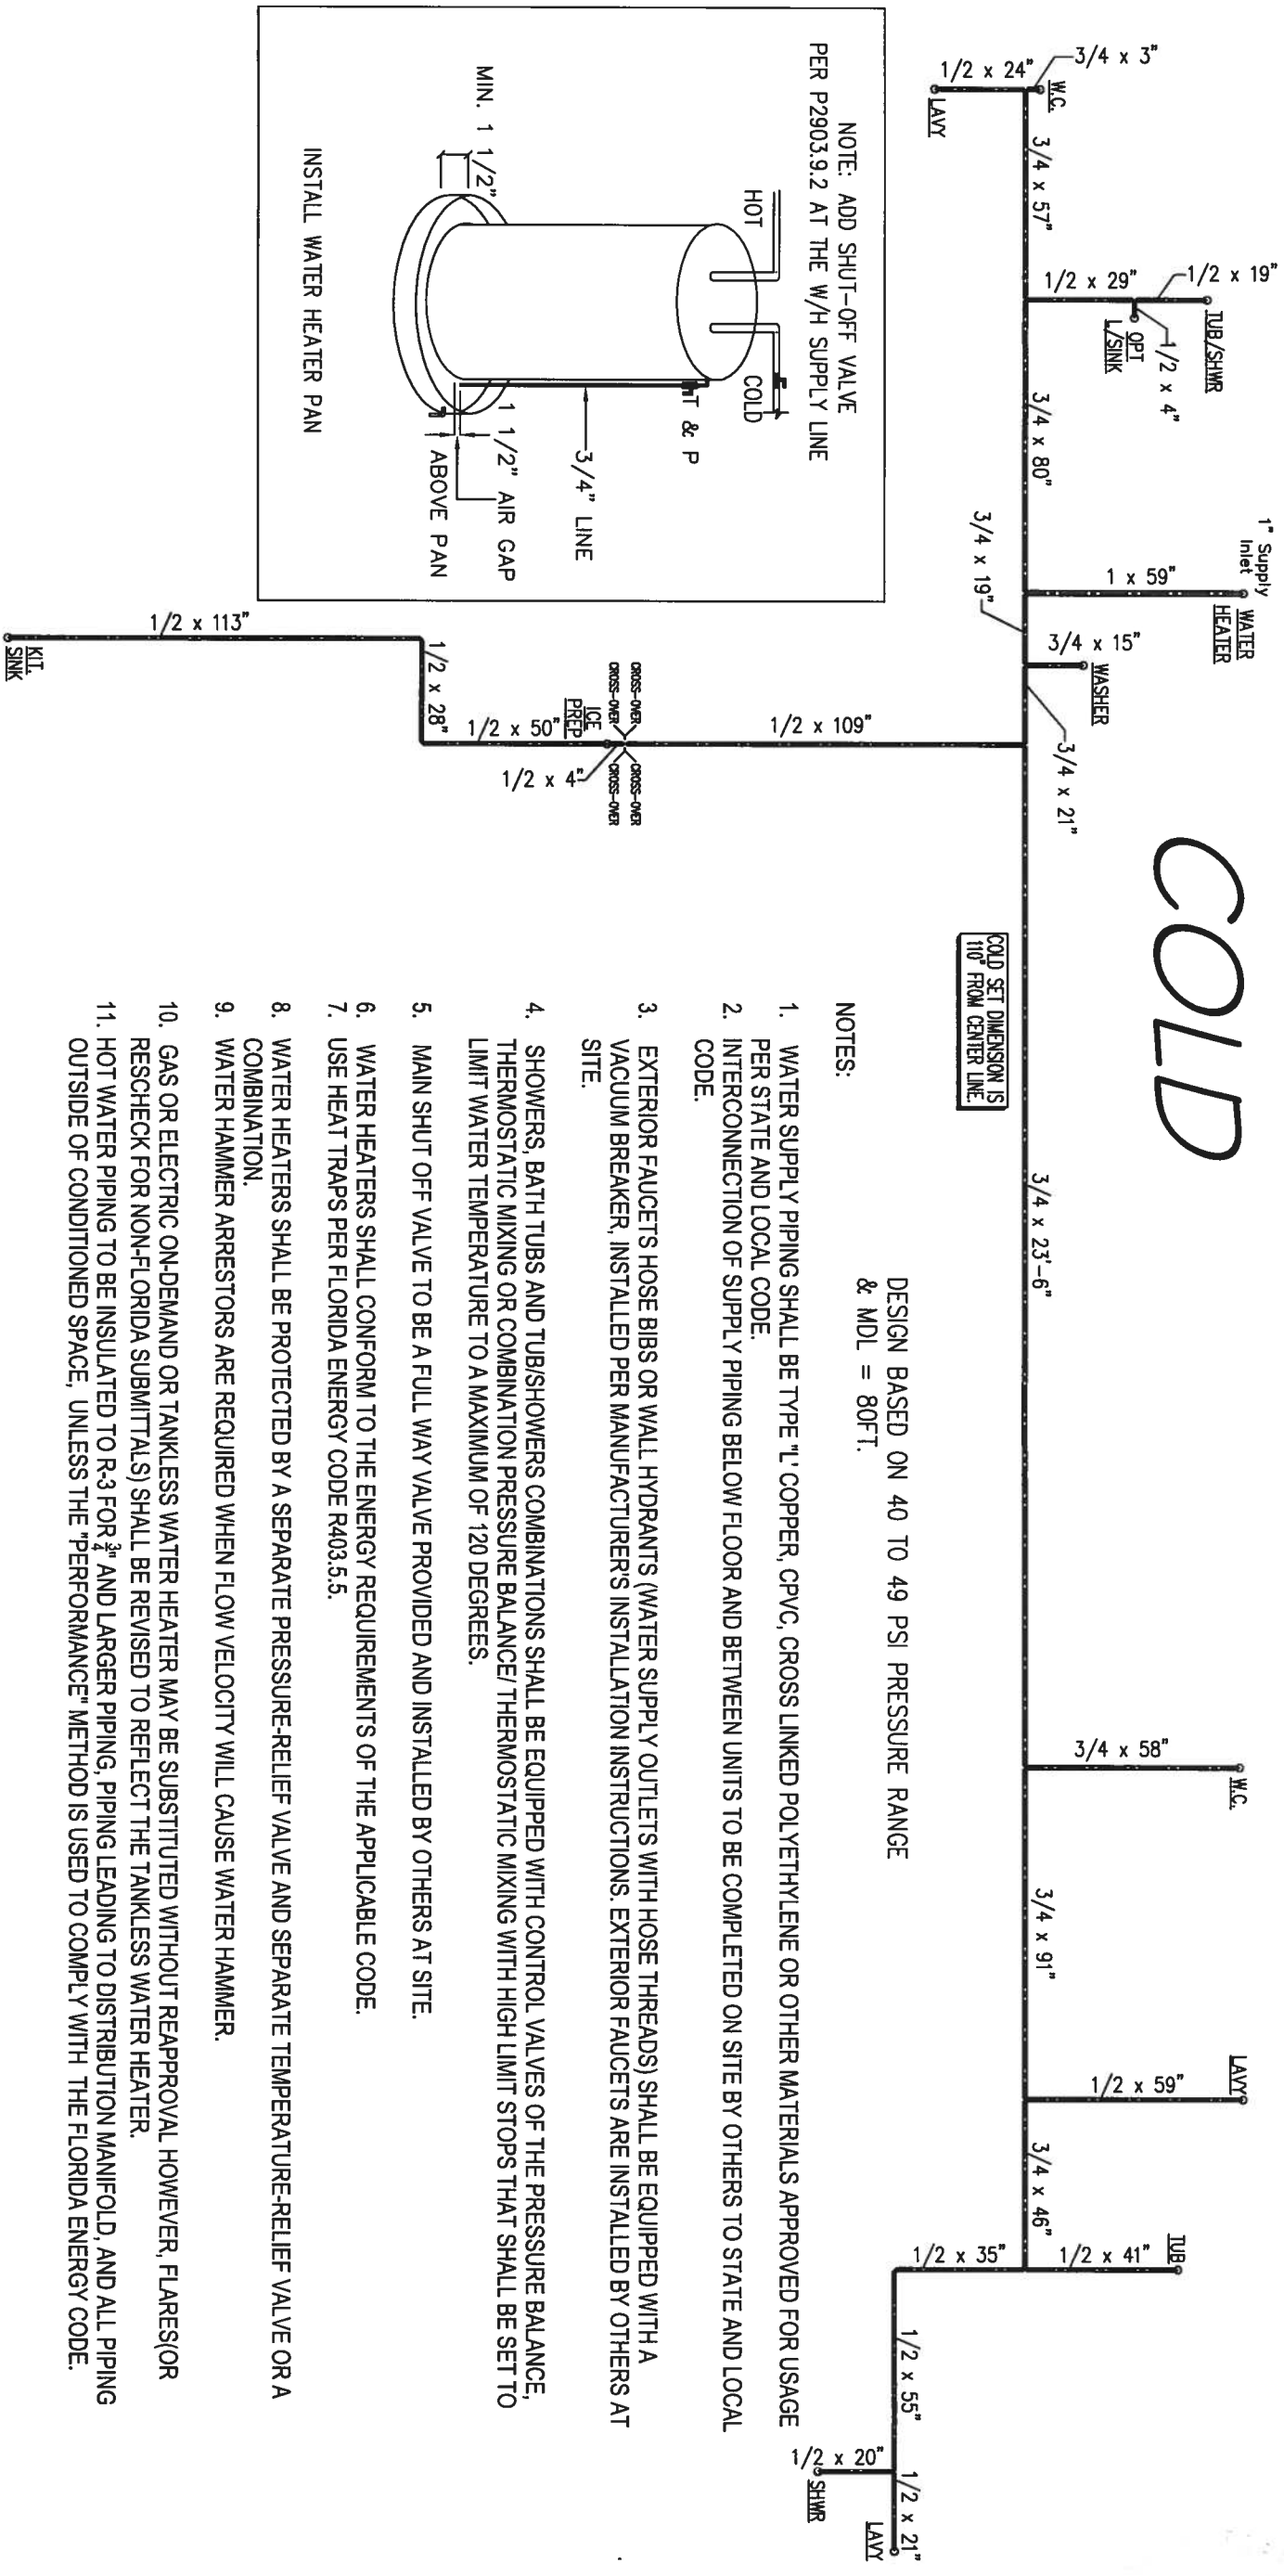 COLD
1" Supply
Inlet
WATER
HEATER
1 x 59"
3/4 x 3"
W.C.
1/2 x 24"
LAVY
3/4 x 57"
1/2 x 19"
TUB/SHWR
1/2 x 29"
1/2 x 4"
OPT
L/SINK
3/4 x 80"
3/4 x 19"
3/4 x 15"
WASHER
3/4 x 21"
1/2 x 109"
CROSS-OVER
CROSS-OVER
CROSS-OVER
CROSS-OVER
ICE
PREP
1/2 x 4"
1/2 x 50"
1/2 x 28"
1/2 x 113"
KIT.
SINK
COLD SET DIMENSION IS
110" FROM CENTER LINE.
3/4 x 23'-6"
3/4 x 58"
W.C.
3/4 x 91"
1/2 x 59"
LAVY
3/4 x 46"
TUB
1/2 x 41"
1/2 x 35"
1/2 x 55"
1/2 x 20"
SHWR
1/2 x 21"
LAVY
NOTE: ADD SHUT-OFF VALVE
PER P2903.9.2 AT THE W/H SUPPLY LINE
HOT
COLD
T & P
3/4" LINE
MIN. 1 1/2"
1 1/2" AIR GAP
ABOVE PAN
INSTALL WATER HEATER PAN
DESIGN BASED ON 40 TO 49 PSI PRESSURE RANGE
& MDL = 80FT.
NOTES:
1. WATER SUPPLY PIPING SHALL BE TYPE "L' COPPER, CPVC, CROSS LINKED POLYETHYLENE OR OTHER MATERIALS APPROVED FOR USAGE
PER STATE AND LOCAL CODE.
2. INTERCONNECTION OF SUPPLY PIPING BELOW FLOOR AND BETWEEN UNITS TO BE COMPLETED ON SITE BY OTHERS TO STATE AND LOCAL
CODE.
3. EXTERIOR FAUCETS HOSE BIBS OR WALL HYDRANTS (WATER SUPPLY OUTLETS WITH HOSE THREADS) SHALL BE EQUIPPED WITH A
VACUUM BREAKER, INSTALLED PER MANUFACTURER'S INSTALLATION INSTRUCTIONS. EXTERIOR FAUCETS ARE INSTALLED BY OTHERS AT
SITE.
4. SHOWERS, BATH TUBS AND TUB/SHOWERS COMBINATIONS SHALL BE EQUIPPED WITH CONTROL VALVES OF THE PRESSURE BALANCE,
THERMOSTATIC MIXING OR COMBINATION PRESSURE BALANCE/ THERMOSTATIC MIXING WITH HIGH LIMIT STOPS THAT SHALL BE SET TO
LIMIT WATER TEMPERATURE TO A MAXIMUM OF 120 DEGREES.
5. MAIN SHUT OFF VALVE TO BE A FULL WAY VALVE PROVIDED AND INSTALLED BY OTHERS AT SITE.
6. WATER HEATERS SHALL CONFORM TO THE ENERGY REQUIREMENTS OF THE APPLICABLE CODE.
7. USE HEAT TRAPS PER FLORIDA ENERGY CODE R403.5.5.
8. WATER HEATERS SHALL BE PROTECTED BY A SEPARATE PRESSURE-RELIEF VALVE AND SEPARATE TEMPERATURE-RELIEF VALVE OR A
COMBINATION.
9. WATER HAMMER ARRESTORS ARE REQUIRED WHEN FLOW VELOCITY WILL CAUSE WATER HAMMER.
10. GAS OR ELECTRIC ON-DEMAND OR TANKLESS WATER HEATER MAY BE SUBSTITUTED WITHOUT REAPPROVAL HOWEVER, FLARES(OR
RESCHECK FOR NON-FLORIDA SUBMITTALS) SHALL BE REVISED TO REFLECT THE TANKLESS WATER HEATER.
11. HOT WATER PIPING TO BE INSULATED TO R-3 FOR 3/4" AND LARGER PIPING, PIPING LEADING TO DISTRIBUTION MANIFOLD, AND ALL PIPING
OUTSIDE OF CONDITIONED SPACE, UNLESS THE "PERFORMANCE" METHOD IS USED TO COMPLY WITH THE FLORIDA ENERGY CODE.